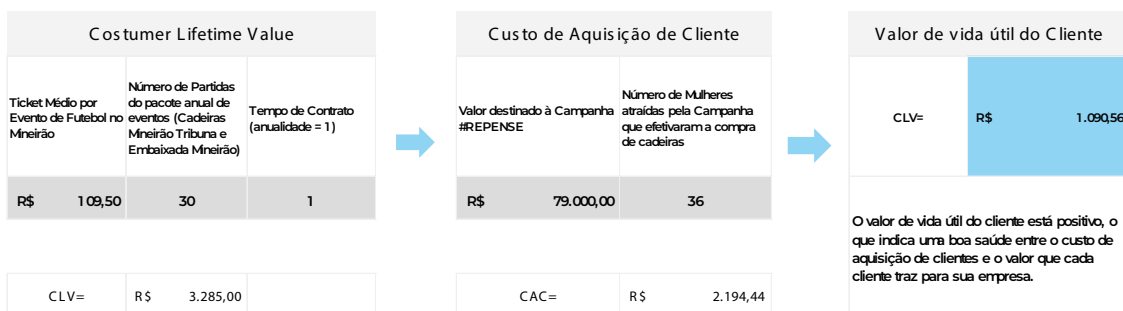 Costumer Lifetime Value
Ticket Médio por
Evento de Futebol no
Mineirão
Número de Partidas
do pacote anual de
eventos (Cadeiras
Mineirão Tribuna e
Embaixada Mineirão)
Tempo de Contrato
(anualidade = 1)
R$ 109,50 30 1
CLV= R$ 3.285,00
Custo de Aquisição de Cliente
Valor destinado à Campanha
#REPENSE
Número de Mulheres
atraídas pela Campanha
que efetivaram a compra
de cadeiras
R$ 79.000,00 36
CAC= R$ 2.194,44
Valor de vida útil do Cliente
CLV= R$ 1.090,56
O valor de vida útil do cliente está positivo, o
que indica uma boa saúde entre o custo de
aquisição de clientes e o valor que cada
cliente traz para sua empresa.